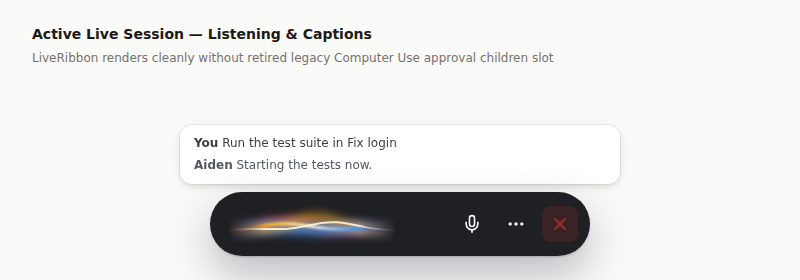 Active Live Session — Listening & Captions
LiveRibbon renders cleanly without retired legacy Computer Use approval children slot
You Run the test suite in Fix login
Aiden Starting the tests now.